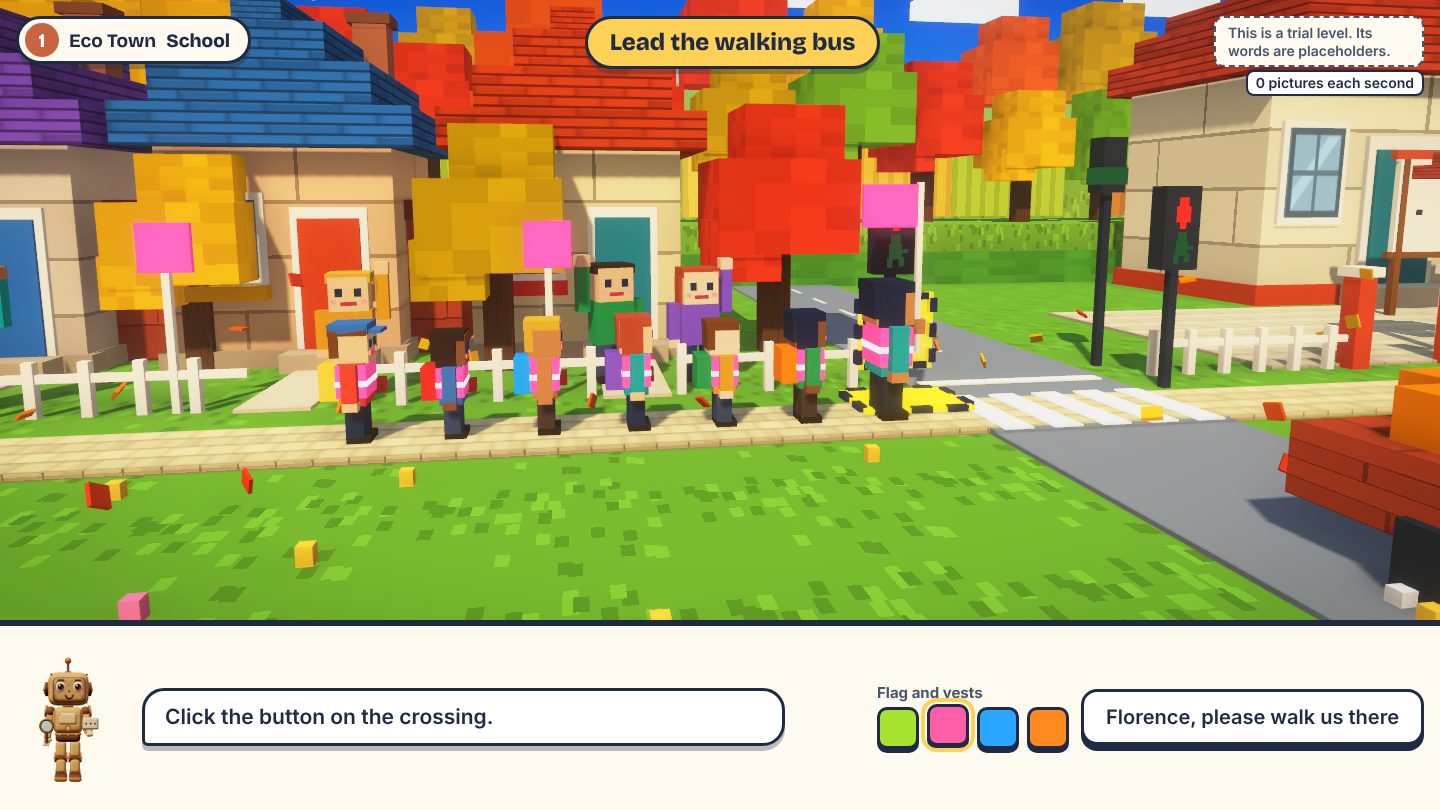 1 Eco Town School
Lead the walking bus
This is a trial level. Its
words are placeholders.
0 pictures each second
Click the button on the crossing.
Flag and vests
Florence, please walk us there